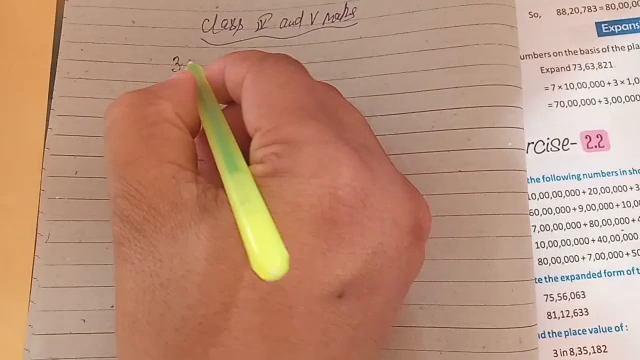 Class IV and V Maths
3
So, 88,20,783 = 80,00,00
Expans
umbers on the basis of the pla
Expand 73,63,821
= 7 × 10,00,000 + 3 × 1,0
= 70,00,000 + 3,00,000
rcise- 2.2
the following numbers in sho
10,00,00,000 + 20,00,000 + 3
60,00,000 + 9,00,000 + 10,0
7,00,00,000 + 80,00,000 + 4
10,00,00,000 + 40,00,00
80,00,000 + 7,00,000 + 50
te the expanded form of t
75,56,063
81,12,633
d the place value of :
3 in 8,35,182